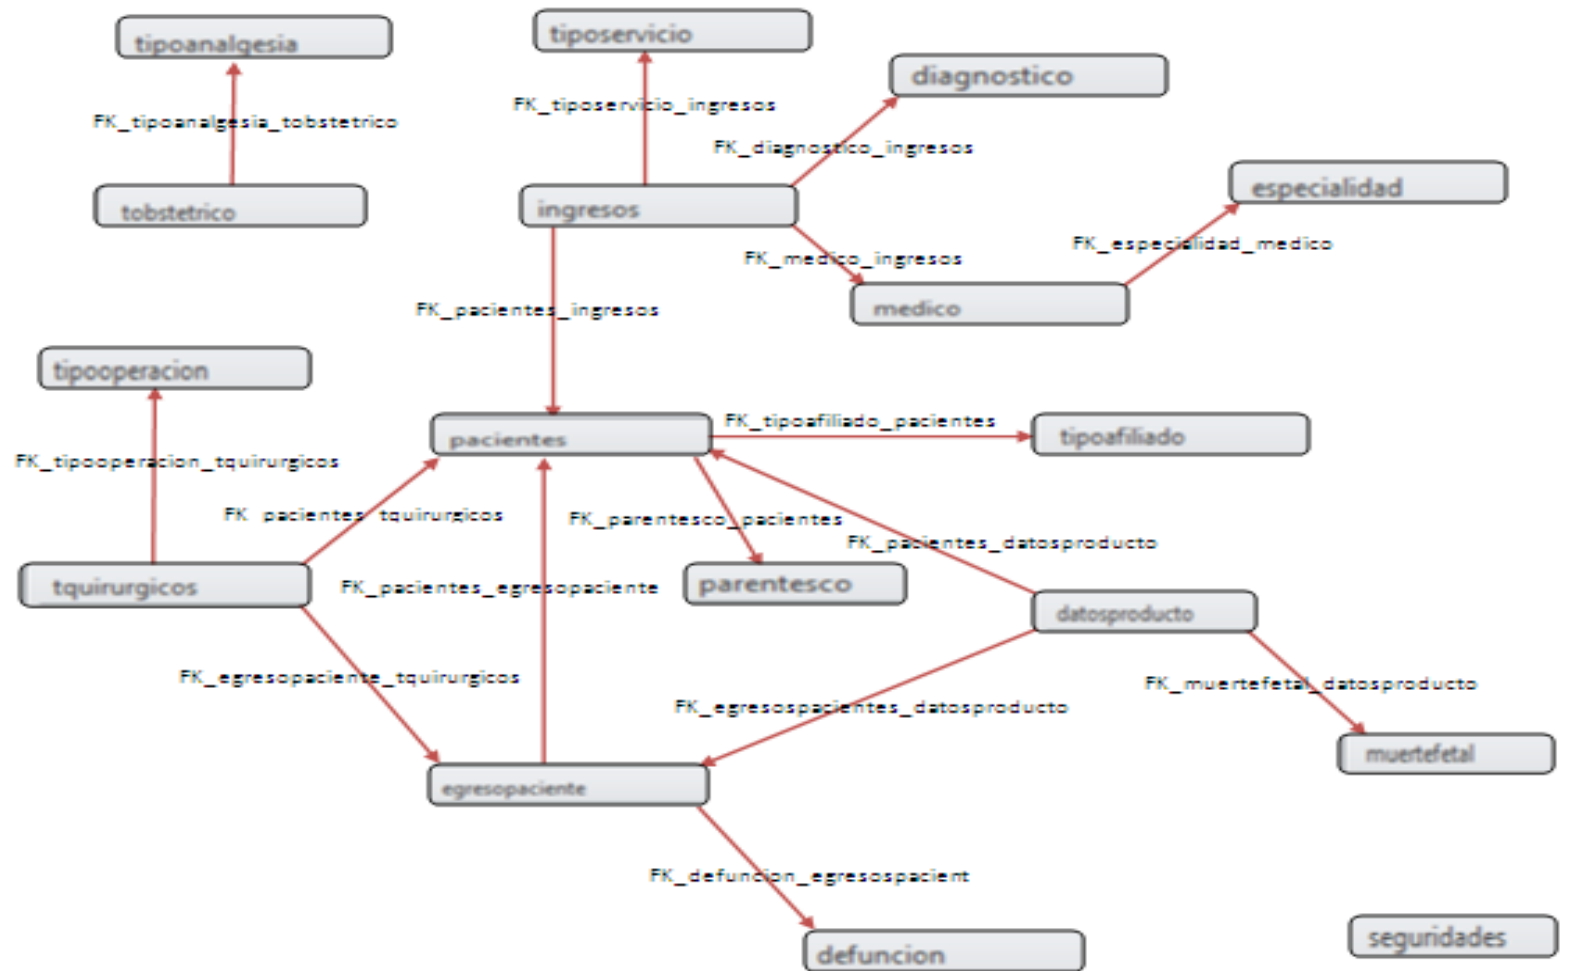 tiposervicio
tipoanalgesia
diagnostico
FK_tiposervicio_ingresos
FK_tipoanalgesia_tobstetrico
FK_diagnostico_ingresos
especialidad
ingresos
tobstetrico
FK_especialidad_medico
FK_medico_ingresos
medico
FK_pacientes_ingresos
tipooperacion
FK_tipoafiliado_pacientes
pacientes
tipoafiliado
FK_tipooperacion_tquirurgicos
FK_pacientes_tquirurgicos
FK_parentesco_pacientes
FK_pacientes_datosproducto
tquirurgicos
FK_pacientes_egresopaciente
parentesco
datosproducto
FK_egresopaciente_tquirurgicos
FK_muertefetal_datosproducto
FK_egresospacientes_datosproducto
muertefetal
egresopaciente
FK_defuncion_egresospacient
seguridades
defuncion